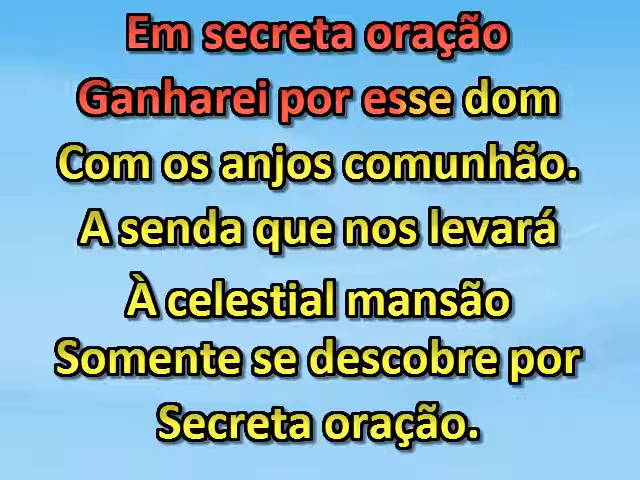 Em secreta oração
Ganharei por esse dom
Com os anjos comunhão.
A senda que nos levará
À celestial mansão
Somente se descobre por
Secreta oração.